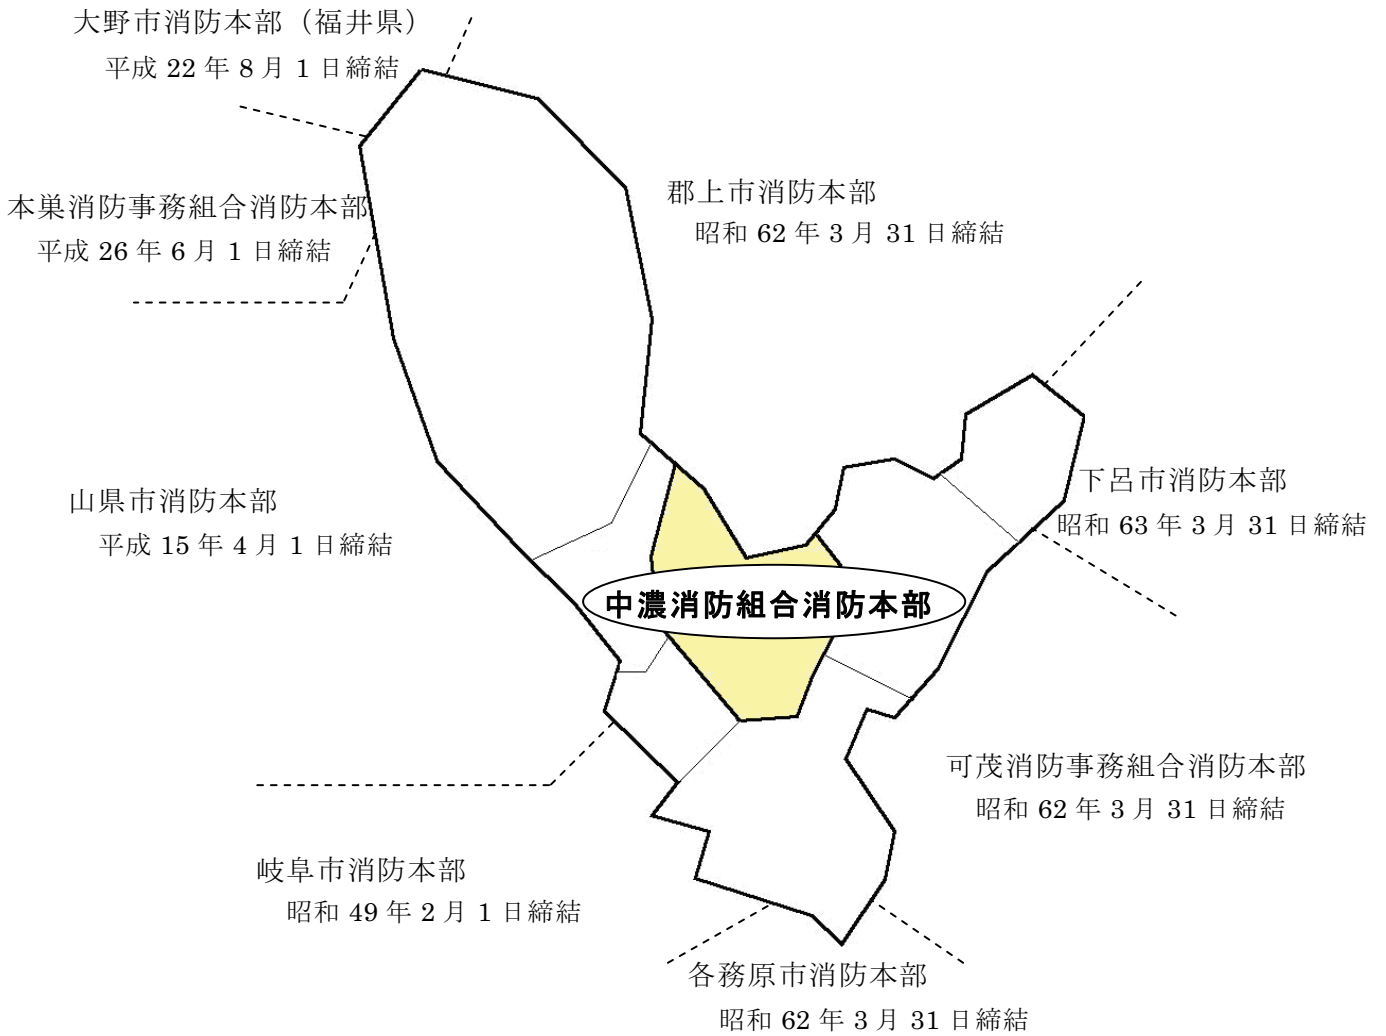 大野市消防本部（福井県）
平成 22 年 8 月 1 日締結
本巣消防事務組合消防本部
平成 26 年 6 月 1 日締結
郡上市消防本部
昭和 62 年 3 月 31 日締結
山県市消防本部
平成 15 年 4 月 1 日締結
下呂市消防本部
昭和 63 年 3 月 31 日締結
中濃消防組合消防本部
可茂消防事務組合消防本部
昭和 62 年 3 月 31 日締結
岐阜市消防本部
昭和 49 年 2 月 1 日締結
各務原市消防本部
昭和 62 年 3 月 31 日締結